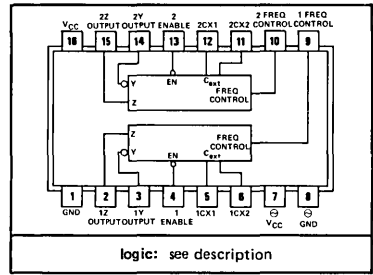 VCC 2Z OUTPUT 2Y OUTPUT 2 ENABLE 2CX1 2CX2 2 FREQ CONTROL 1 FREQ CONTROL
16 15 14 13 12 11 10 9
Y EN Cext
Z FREQ CONTROL
Z FREQ CONTROL
Y EN Cext
1 2 3 4 5 6 7 8
GND 1Z OUTPUT 1Y OUTPUT 1 ENABLE 1CX1 1CX2 ⊖ VCC ⊖ GND
logic: see description